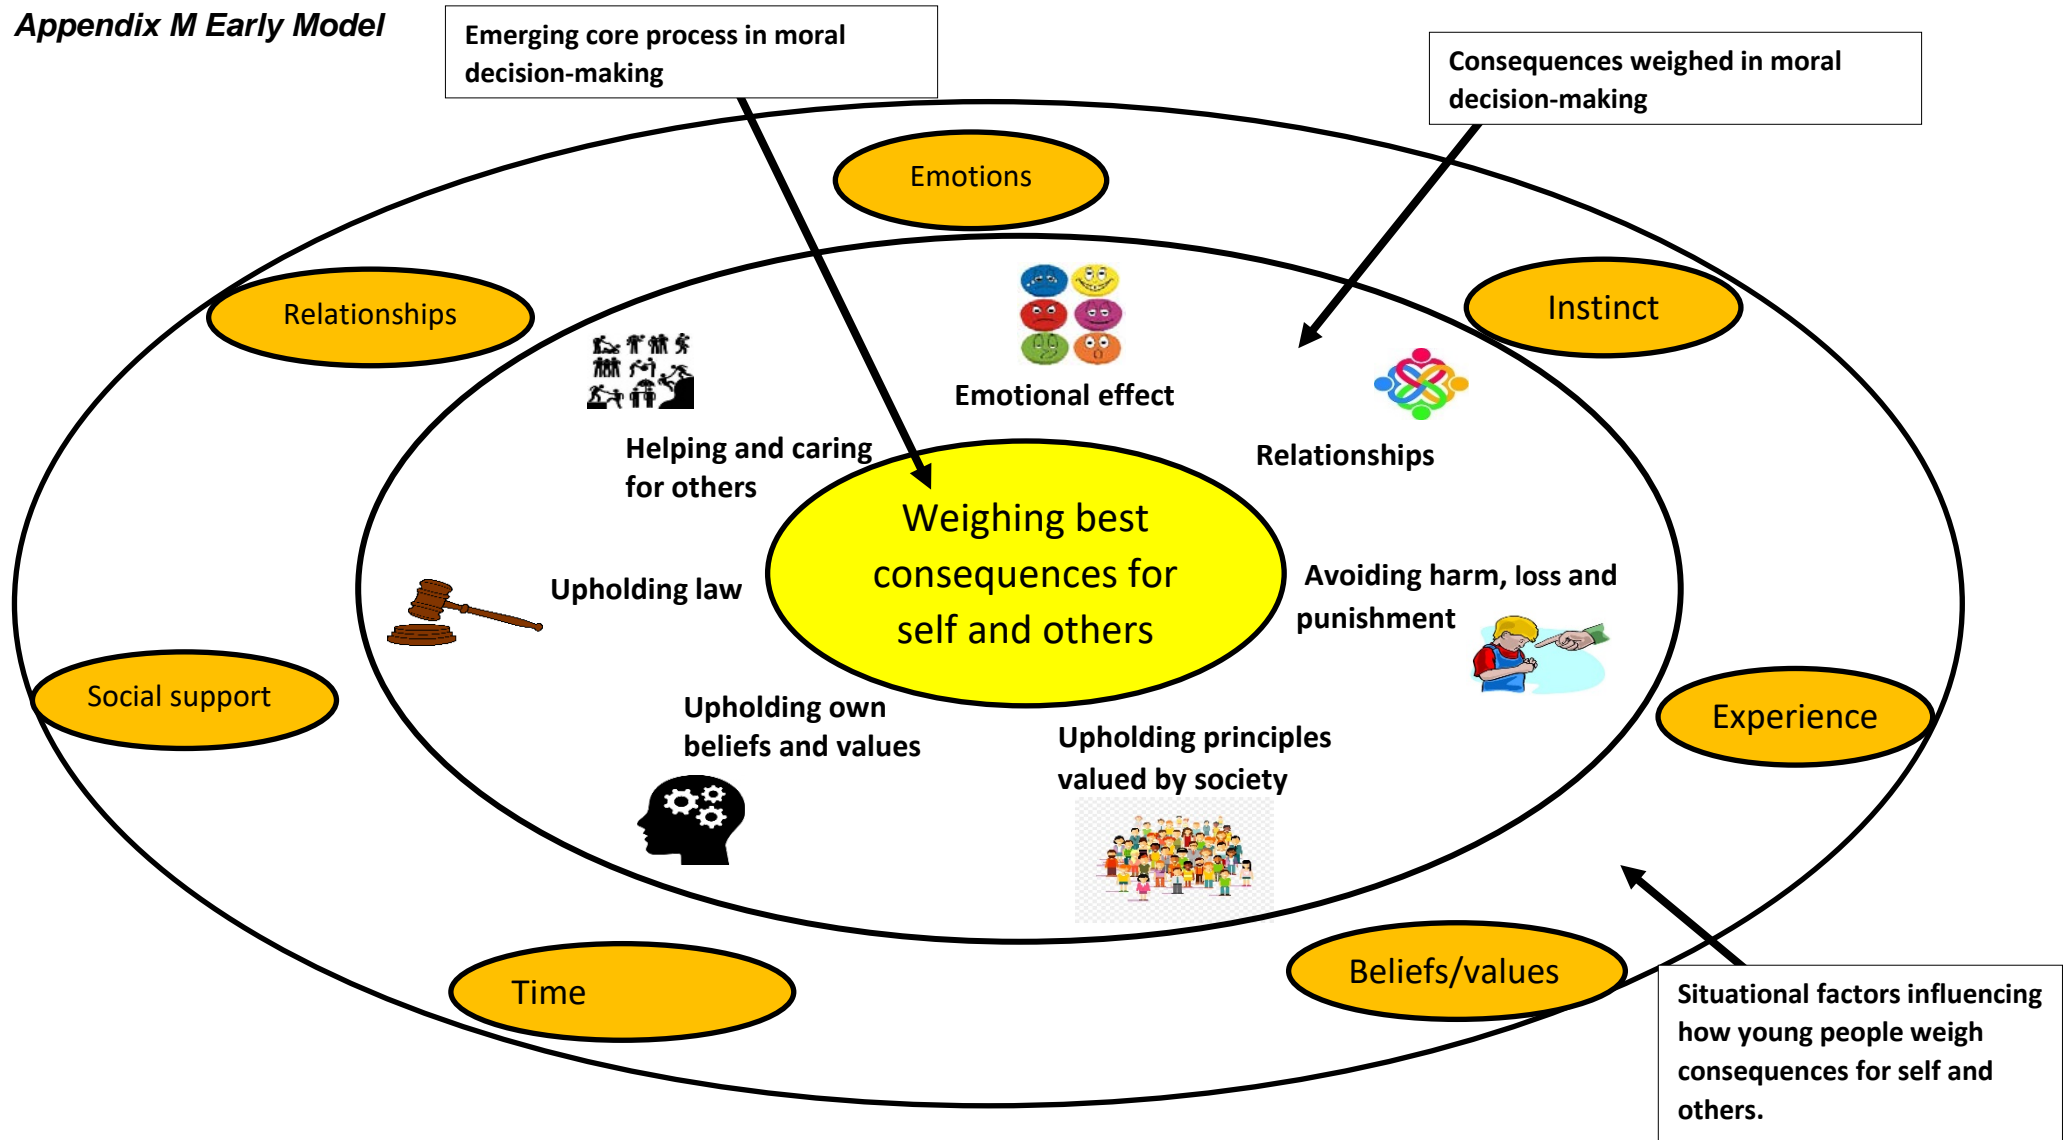 Appendix M Early Model
Emerging core process in moral
decision-making
Consequences weighed in moral
decision-making
Emotions
Relationships
Instinct
Emotional effect
Helping and caring
for others
Relationships
Weighing best
consequences for
self and others
Upholding law
Avoiding harm, loss and
punishment
Social support
Experience
Upholding own
beliefs and values
Upholding principles
valued by society
Time
Beliefs/values
Situational factors influencing
how young people weigh
consequences for self and
others.